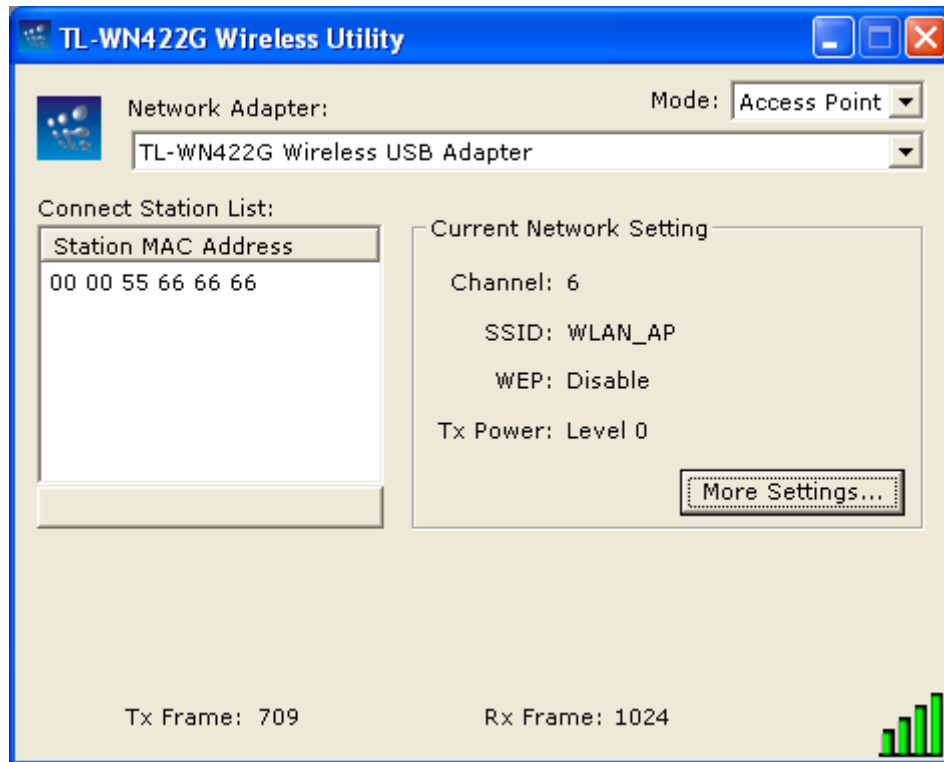 TL-WN422G Wireless Utility
Network Adapter:
Mode: Access Point
TL-WN422G Wireless USB Adapter
Connect Station List:
Station MAC Address
00 00 55 66 66 66
Current Network Setting
Channel: 6
SSID: WLAN_AP
WEP: Disable
Tx Power: Level 0
More Settings...
Tx Frame: 709
Rx Frame: 1024